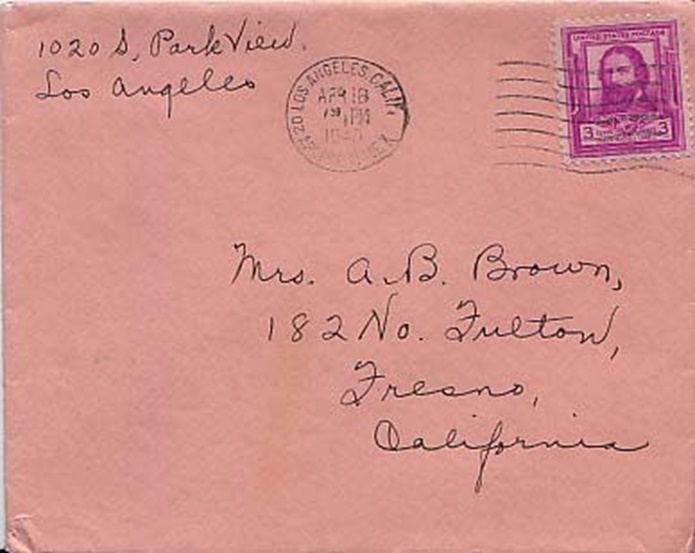 1020 S. Park View.
Los Angeles
LOS ANGELES, CALIF.
APR 18
PM
UNITED STATES POSTAGE
3 3
Mrs. A.B. Brown,
182 No. Fulton,
Fresno,
California